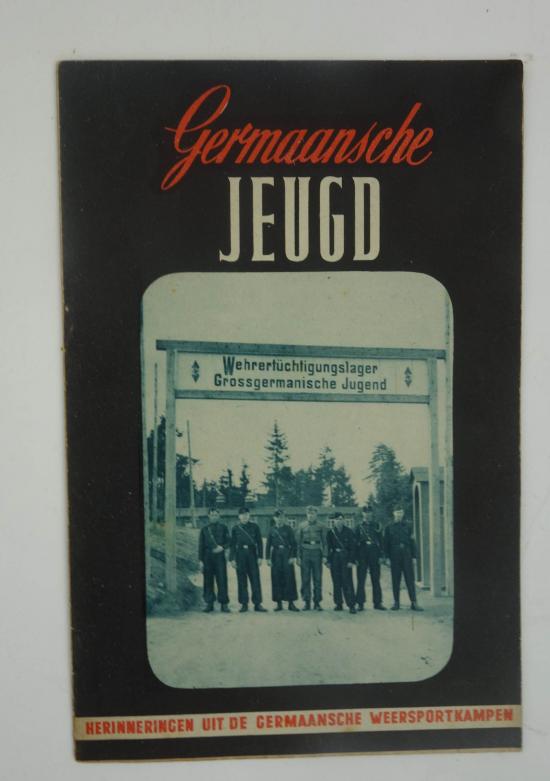 Germaansche
JEUGD
Wehrertüchtigungslager
Grossgermanische Jugend
HERINNERINGEN UIT DE GERMAANSCHE WEERSPORTKAMPEN